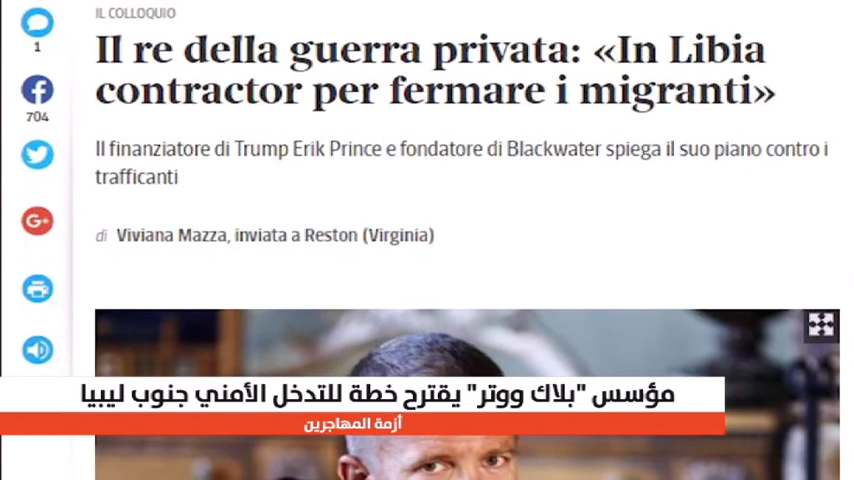 IL COLLOQUIO
Il re della guerra privata: «In Libia
contractor per fermare i migranti»
Il finanziatore di Trump Erik Prince e fondatore di Blackwater spiega il suo piano contro i
trafficanti
di Viviana Mazza, inviata a Reston (Virginia)
1
704
G+
مؤسس "بلاك ووتر" يقترح خطة للتدخل الأمني جنوب ليبيا
أزمة المهاجرين